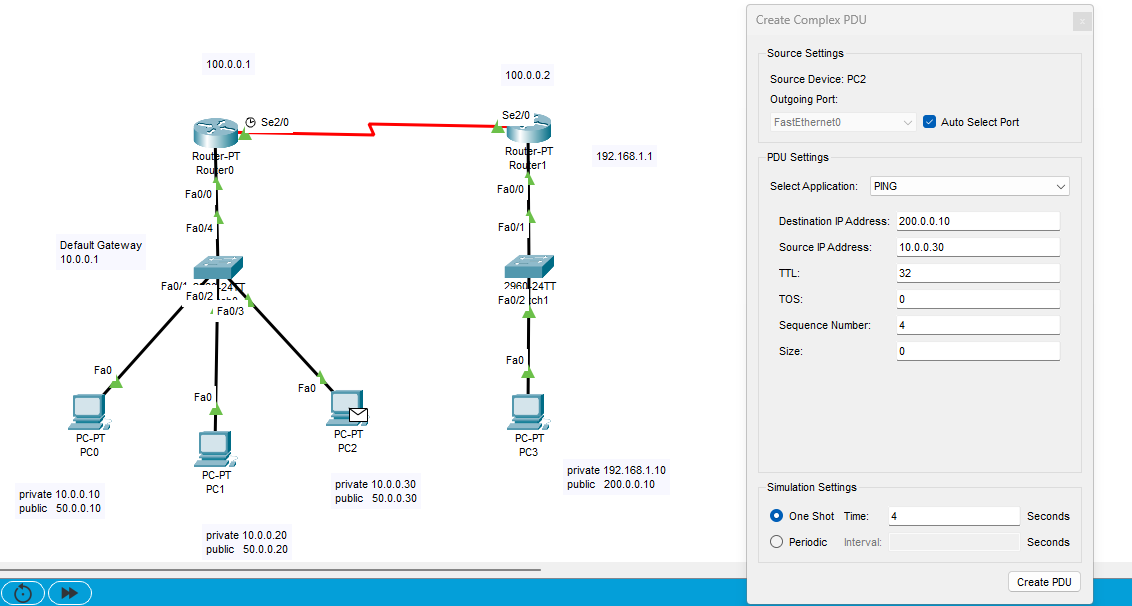 100.0.0.1
100.0.0.2
Se2/0
Se2/0
Router-PT
Router0
Router-PT
Router1
192.168.1.1
Fa0/0
Fa0/0
Fa0/4
Fa0/1
Default Gateway
10.0.0.1
Fa0/1
Fa0/2
Fa0/3
2960-24TT
Fa0/2
Fa0
Fa0
Fa0
Fa0
PC-PT
PC0
PC-PT
PC1
PC-PT
PC2
PC-PT
PC3
private 10.0.0.10
public 50.0.0.10
private 10.0.0.20
public 50.0.0.20
private 10.0.0.30
public 50.0.0.30
private 192.168.1.10
public 200.0.0.10
Create Complex PDU
x
Source Settings
Source Device: PC2
Outgoing Port:
FastEthernet0
Auto Select Port
PDU Settings
Select Application: PING
Destination IP Address: 200.0.0.10
Source IP Address: 10.0.0.30
TTL: 32
TOS: 0
Sequence Number: 4
Size: 0
Simulation Settings
One Shot Time: 4 Seconds
Periodic Interval: Seconds
Create PDU